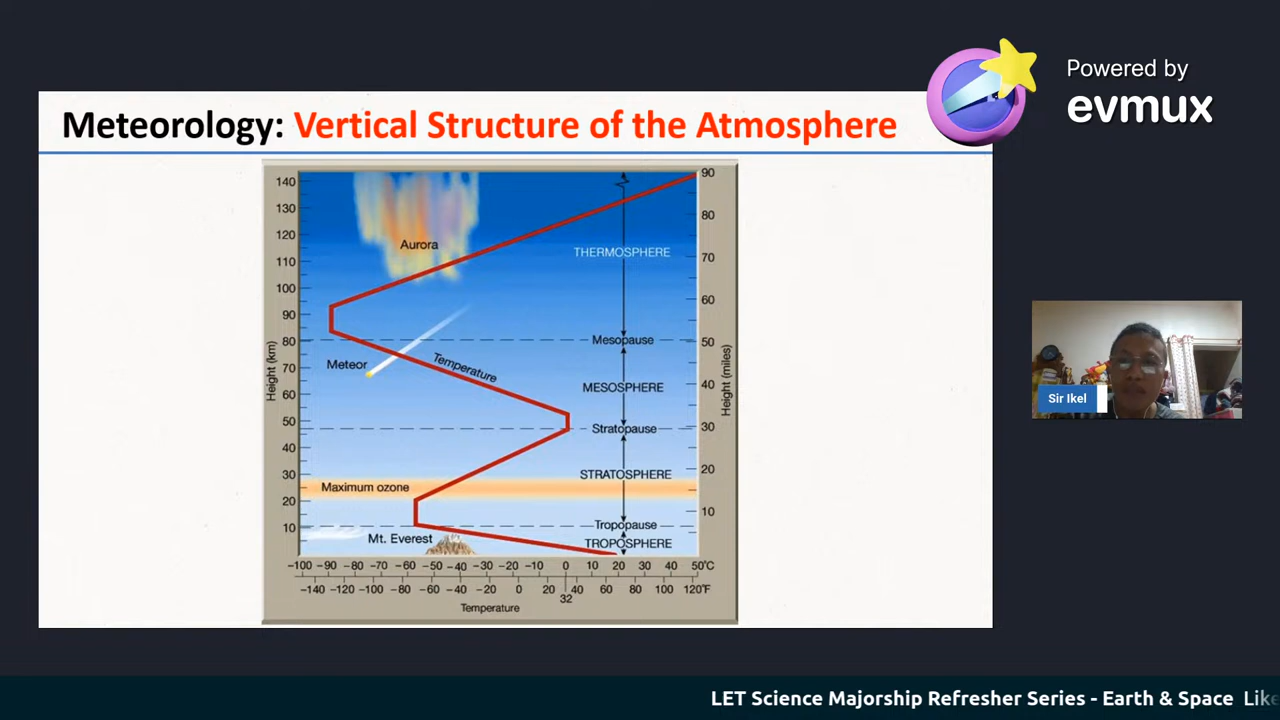 Powered by
evmux
Meteorology: Vertical Structure of the Atmosphere
140
130
120
110
100
90
80
70
60
50
40
30
20
10
Height (km)
90
80
70
60
50
40
30
20
10
Height (miles)
Aurora
THERMOSPHERE
Mesopause
Meteor
Temperature
MESOSPHERE
Stratopause
STRATOSPHERE
Maximum ozone
Tropopause
Mt. Everest
TROPOSPHERE
−100 −90 −80 −70 −60 −50 −40 −30 −20 −10 0 10 20 30 40 50°C
−140 −120 −100 −80 −60 −40 −20 0 20 40 60 80 100 120°F
32
Temperature
Sir Ikel
LET Science Majorship Refresher Series - Earth & Space Like